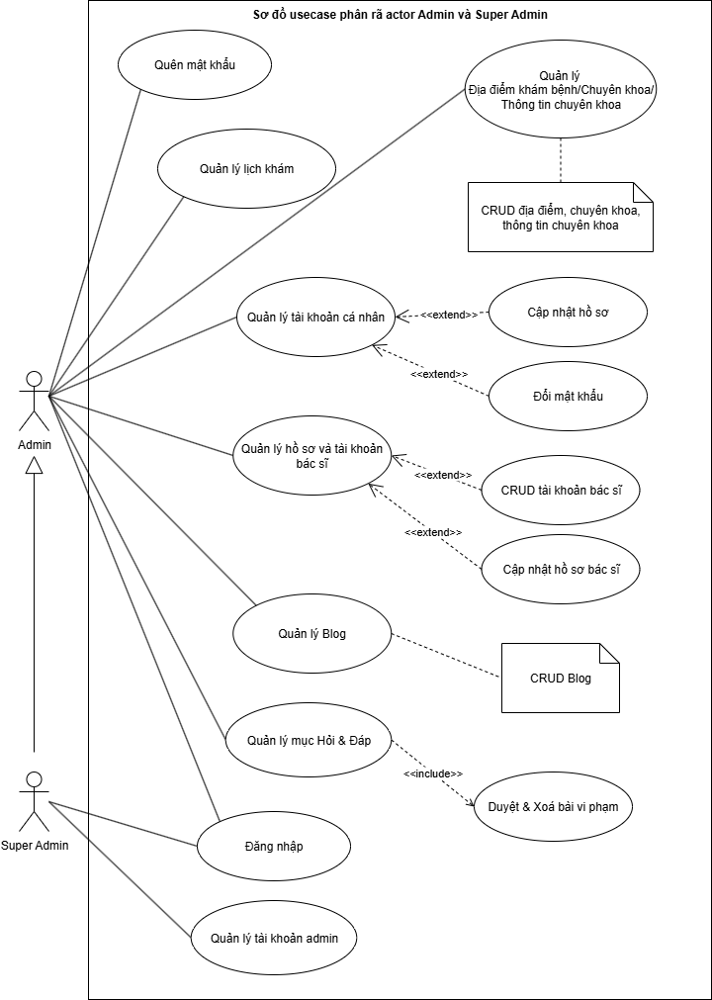 Sơ đồ usecase phân rã actor Admin và Super Admin
Quên mật khẩu
Quản lý
Địa điểm khám bệnh/Chuyên khoa/
Thông tin chuyên khoa
Quản lý lịch khám
CRUD địa điểm, chuyên khoa,
thông tin chuyên khoa
Quản lý tài khoản cá nhân
<<extend>>
Cập nhật hồ sơ
<<extend>>
Đổi mật khẩu
Admin
Quản lý hồ sơ và tài khoản
bác sĩ
<<extend>>
CRUD tài khoản bác sĩ
<<extend>>
Cập nhật hồ sơ bác sĩ
Quản lý Blog
CRUD Blog
Quản lý mục Hỏi & Đáp
<<include>>
Duyệt & Xoá bài vi phạm
Super Admin
Đăng nhập
Quản lý tài khoản admin